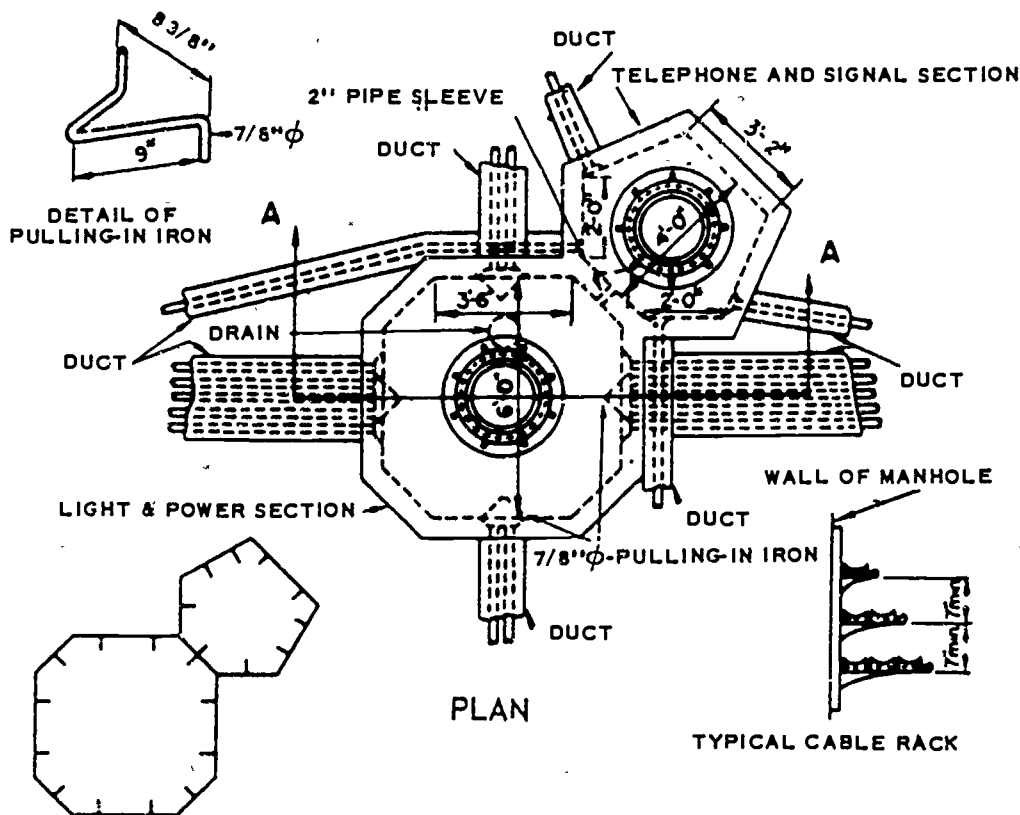 8 3/8"
7/8"ϕ
9"
DETAIL OF
PULLING-IN IRON
DUCT
TELEPHONE AND SIGNAL SECTION
2" PIPE SLEEVE
DUCT
3'-2"
A
2'-0"
4'-0"
A
3'-6"
2'-0"
DRAIN
DUCT
DUCT
6'-0"
LIGHT & POWER SECTION
DUCT
7/8"ϕ-PULLING-IN IRON
DUCT
WALL OF MANHOLE
PLAN
TYPICAL CABLE RACK